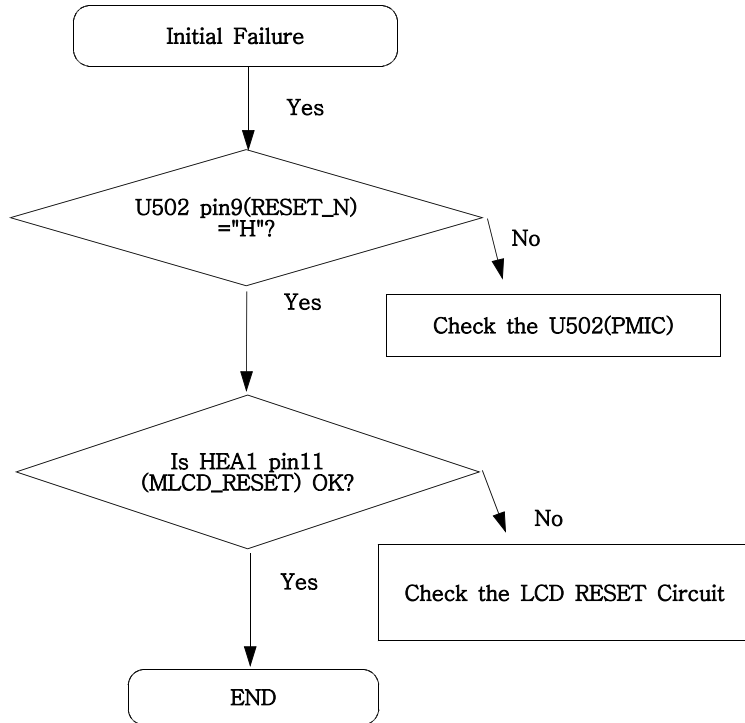 Initial Failure
Yes
U502 pin9(RESET_N)
="H"?
No
Yes
Check the U502(PMIC)
Is HEA1 pin11
(MLCD_RESET) OK?
No
Yes
Check the LCD RESET Circuit
END